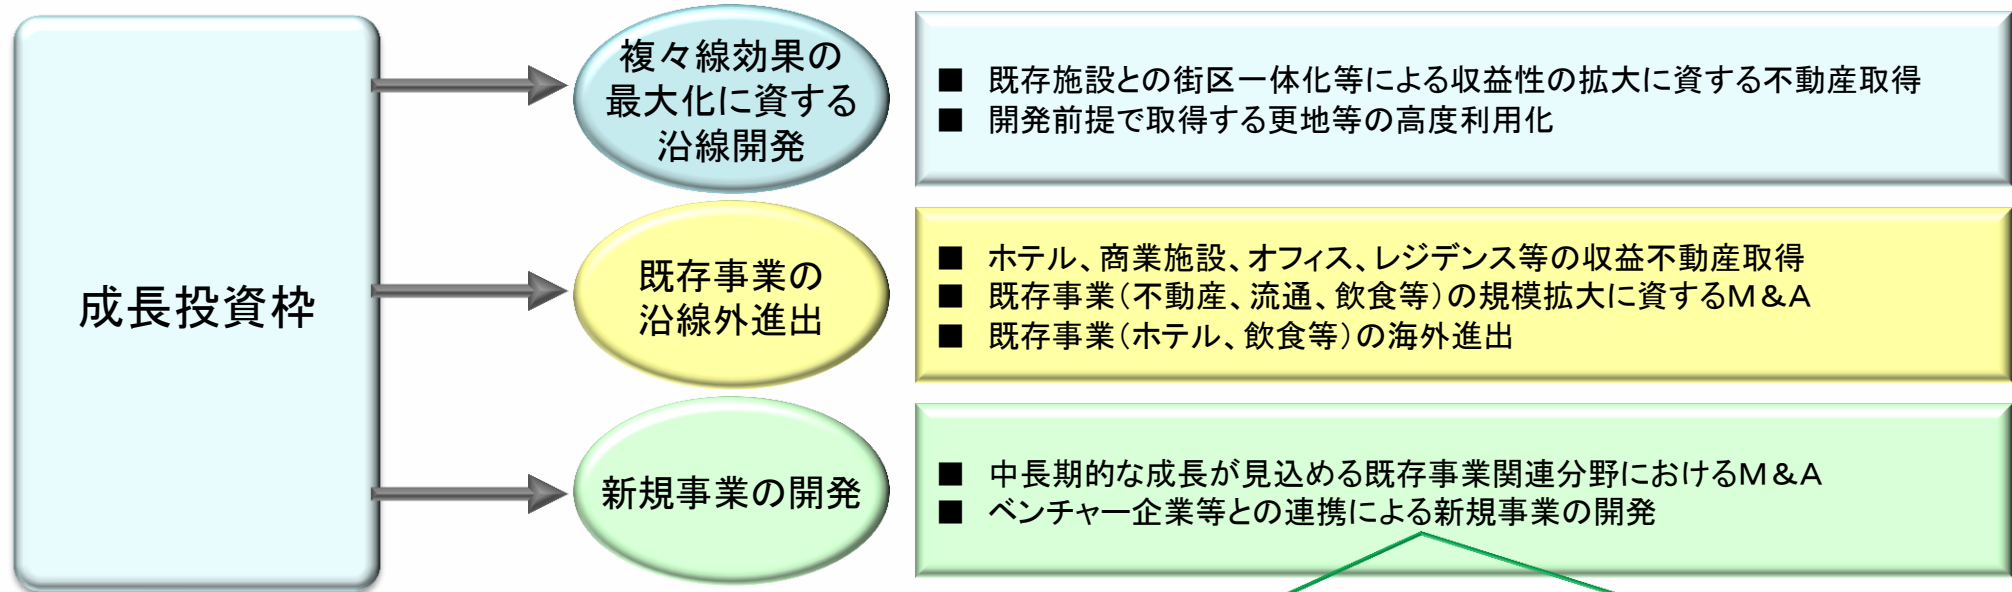 成長投資枠
複々線効果の
最大化に資する
沿線開発
■ 既存施設との街区一体化等による収益性の拡大に資する不動産取得
■ 開発前提で取得する更地等の高度利用化
既存事業の
沿線外進出
■ ホテル、商業施設、オフィス、レジデンス等の収益不動産取得
■ 既存事業（不動産、流通、飲食等）の規模拡大に資するM＆A
■ 既存事業（ホテル、飲食等）の海外進出
新規事業の開発
■ 中長期的な成長が見込める既存事業関連分野におけるM＆A
■ ベンチャー企業等との連携による新規事業の開発